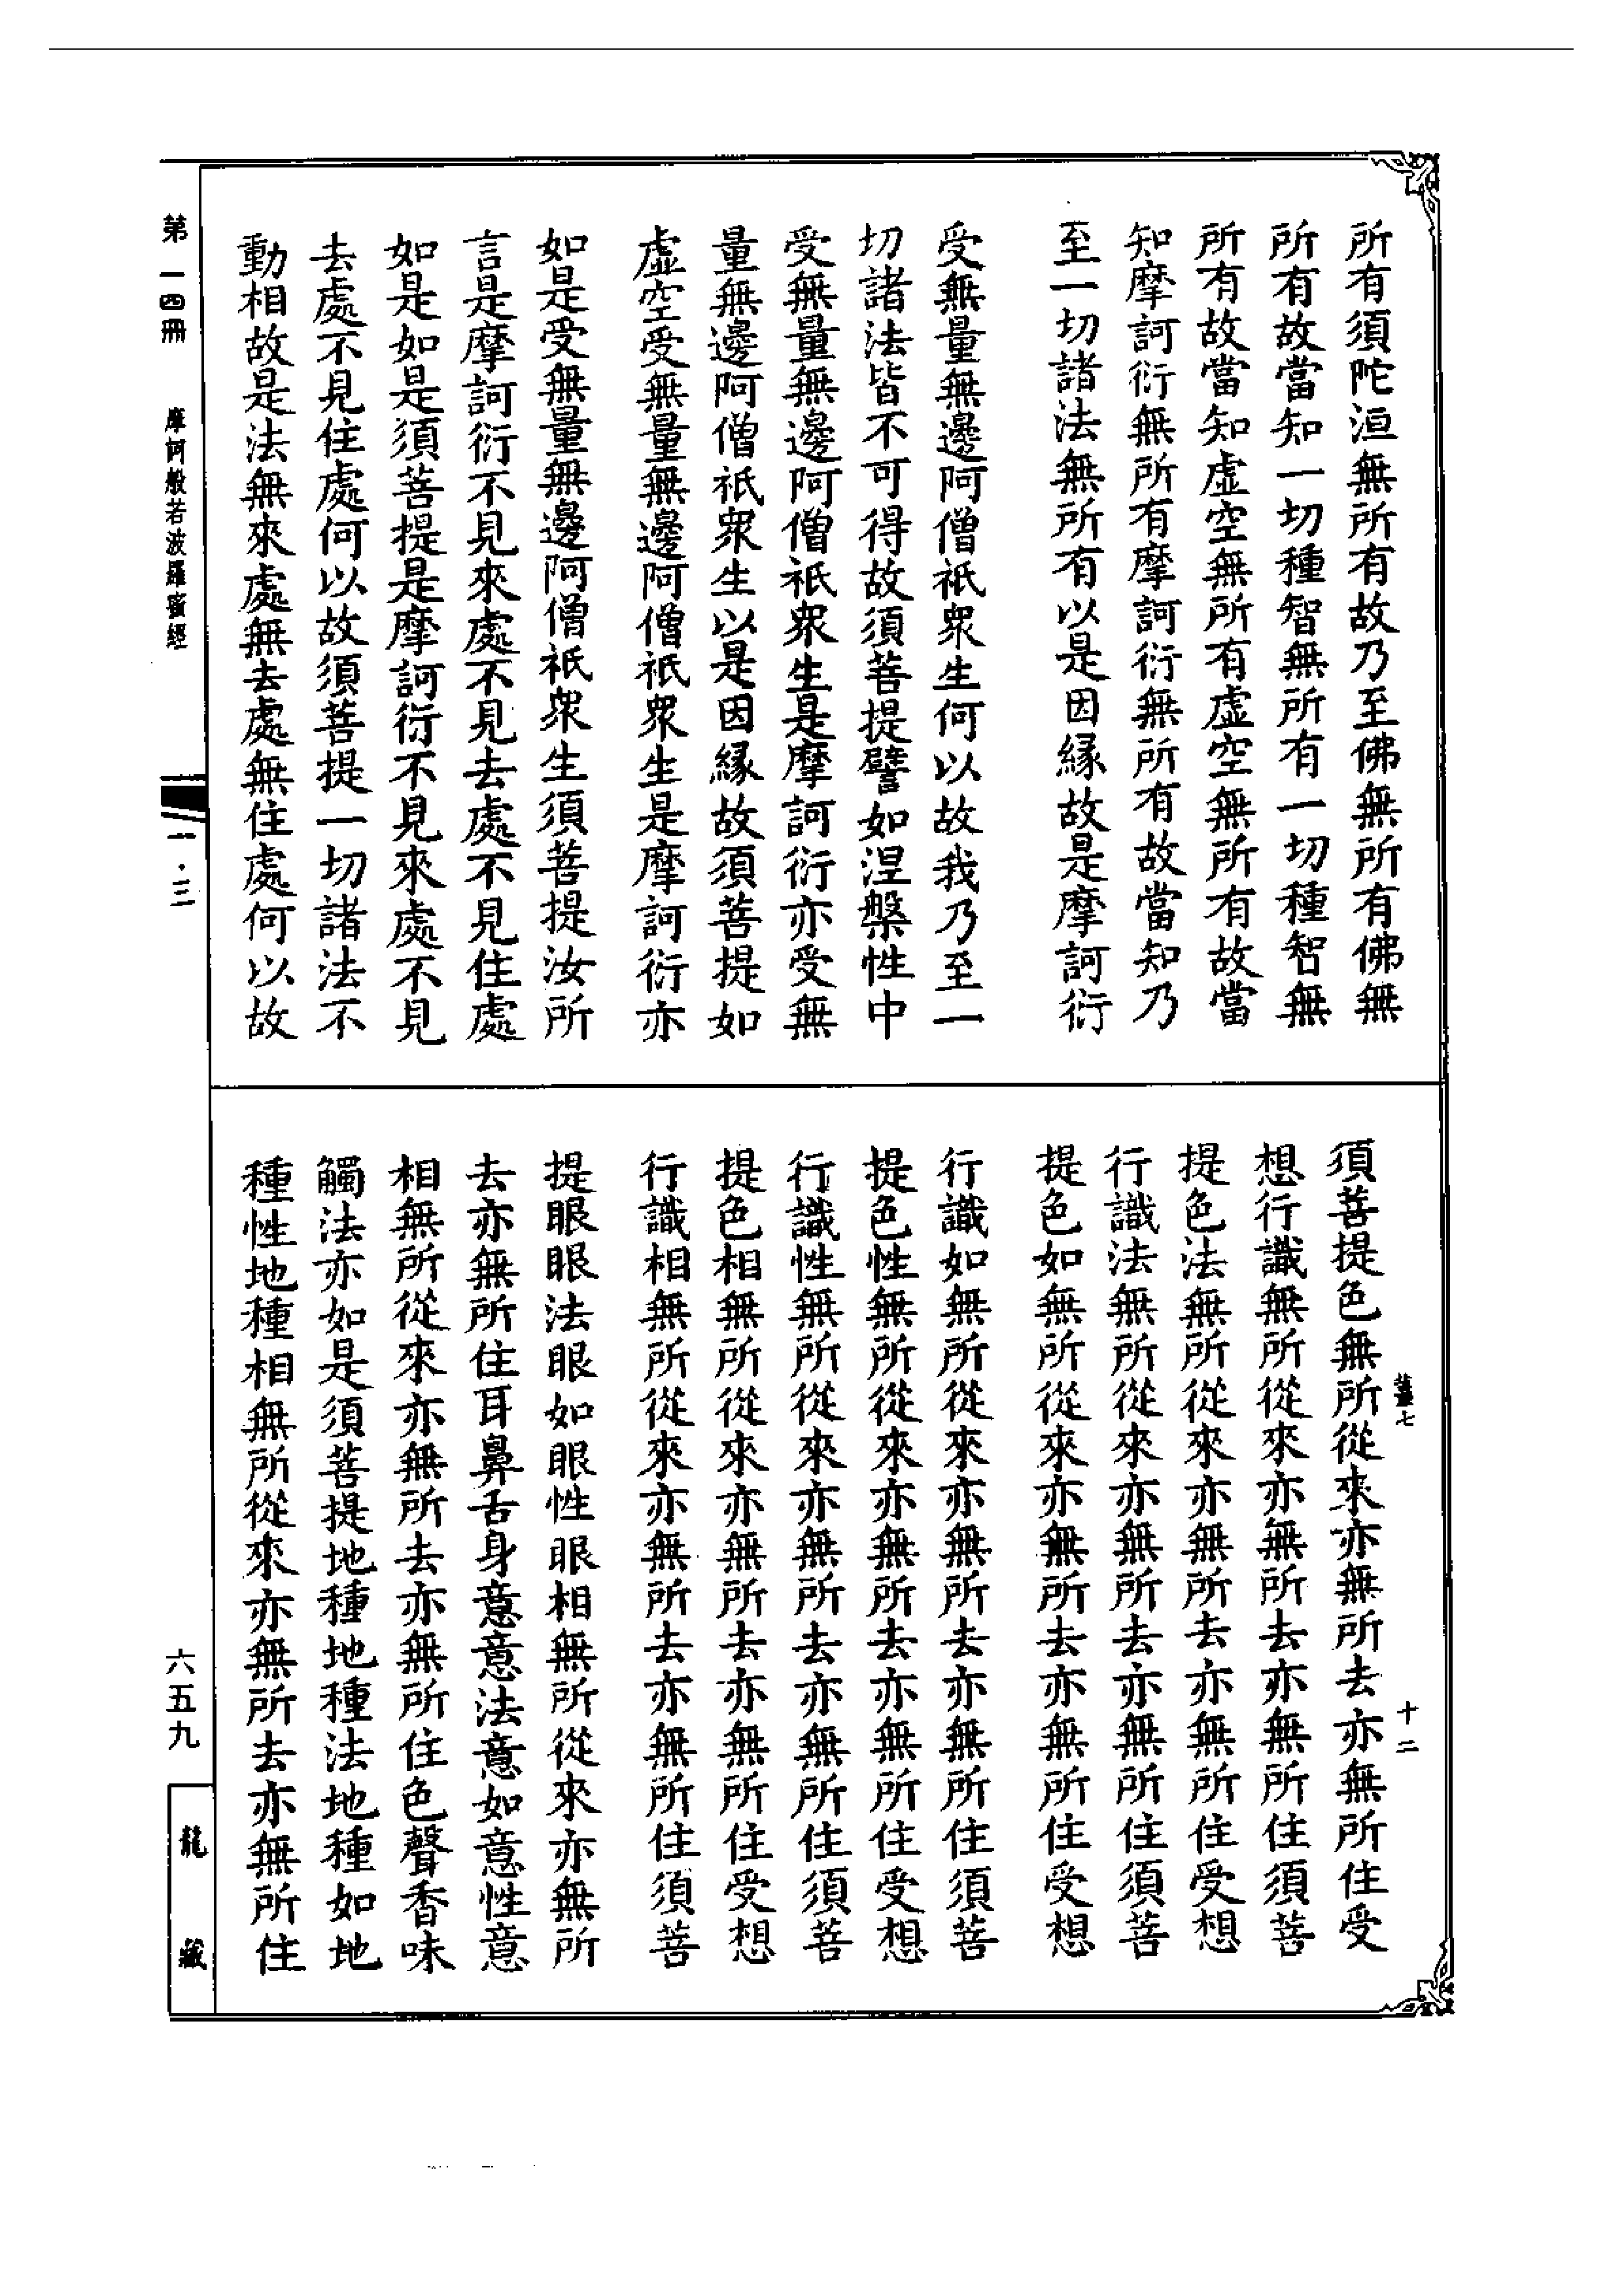 所有須陀洹無所有故乃至佛無所有佛無
所有故當知一切種智無所有一切種智無
所有故當知虛空無所有虛空無所有故當
知摩訶衍無所有摩訶衍無所有故當知乃
至一切諸法無所有以是因緣故是摩訶衍
受無量無邊阿僧祇眾生何以故我乃至一
切諸法皆不可得故須菩提譬如涅槃性中
受無量無邊阿僧祇眾生是摩訶衍亦受無
量無邊阿僧祇眾生以是因緣故須菩提如
虛空受無量無邊阿僧祇眾生是摩訶衍亦
如是受無量無邊阿僧祇眾生須菩提汝所
言是摩訶衍不見來處不見去處不見住處
如是如是須菩提是摩訶衍不見來處不見
去處不見住處何以故須菩提一切諸法不
動相故是法無來處無去處無住處何以故
須菩提色無所從來亦無所去亦無所住受
想行識無所從來亦無所去亦無所住須菩
提色法無所從來亦無所去亦無所住受想
行識法無所從來亦無所去亦無所住須菩
提色如無所從來亦無所去亦無所住受想
行識如無所從來亦無所去亦無所住須菩
提色性無所從來亦無所去亦無所住受想
行識性無所從來亦無所去亦無所住須菩
提色相無所從來亦無所去亦無所住受想
行識相無所從來亦無所去亦無所住須菩
提眼眼法眼如眼性眼相無所從來亦無所
去亦無所住耳鼻舌身意意法意如意性意
相無所從來亦無所去亦無所住色聲香味
觸法亦如是須菩提地種地種法地種如地
種性地種相無所從來亦無所去亦無所住
七
十二
第一四冊
摩訶般若波羅蜜經
一·三
六五九
龍藏